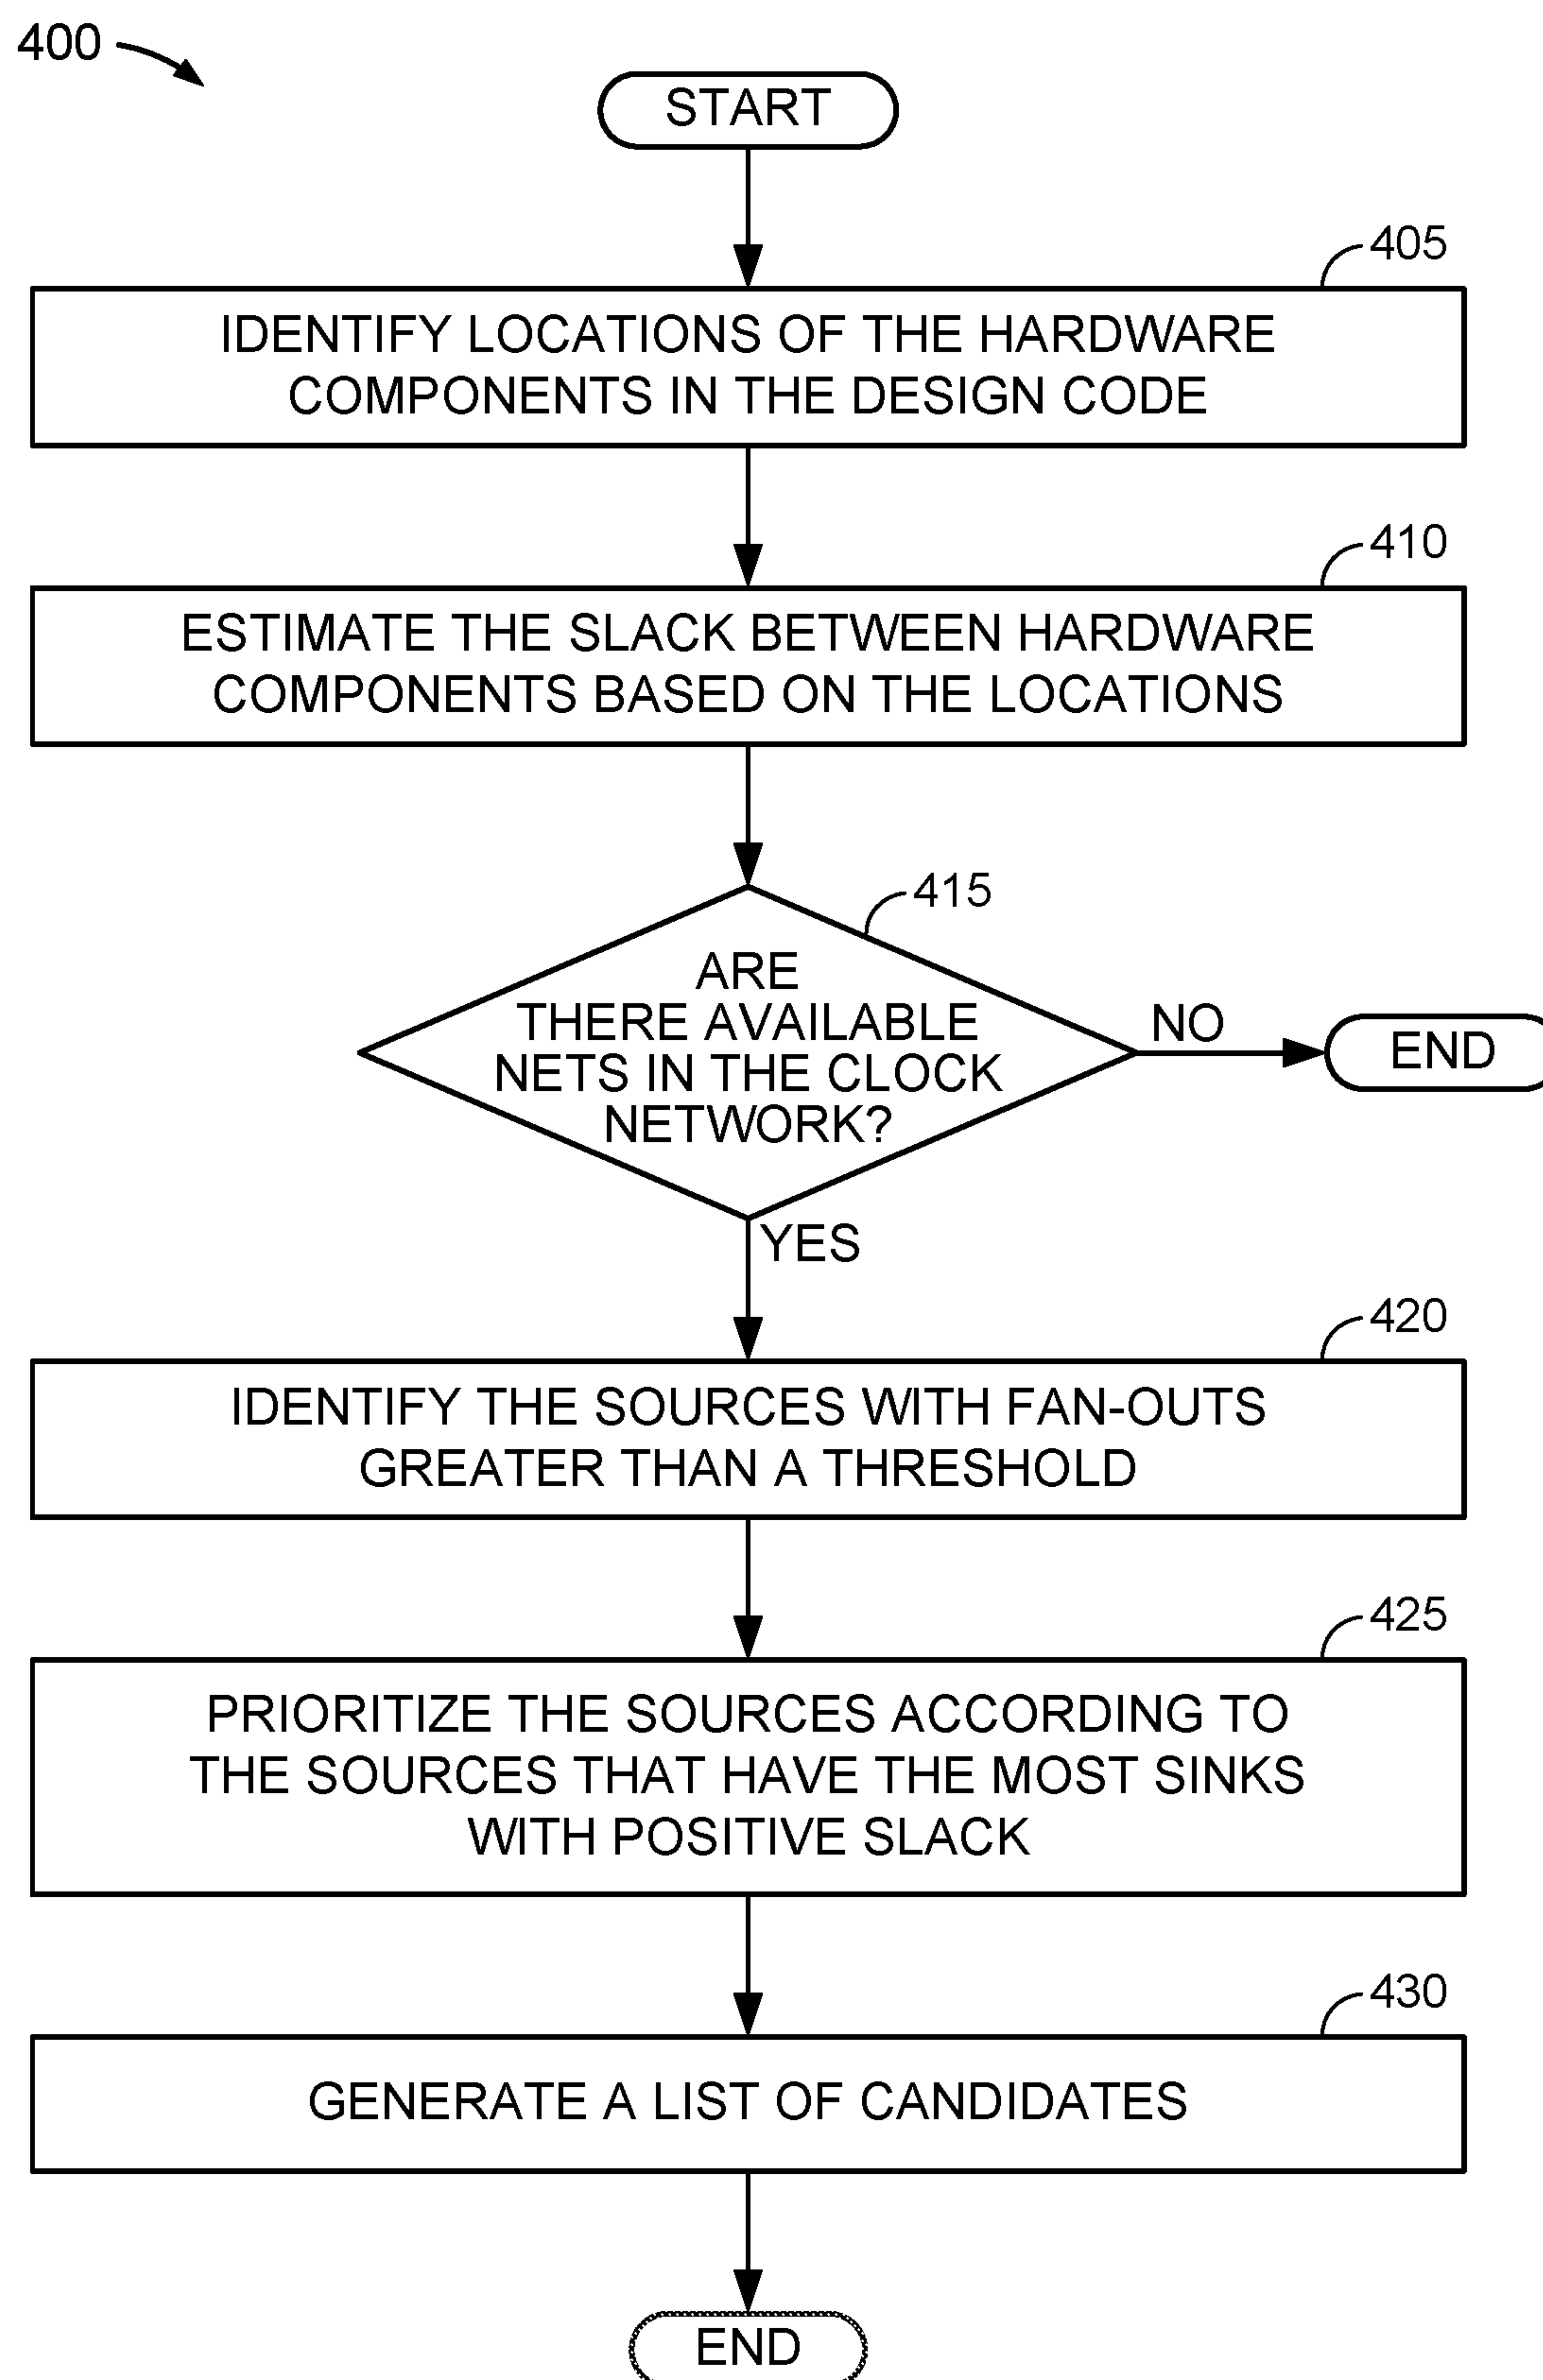 400
START
405
IDENTIFY LOCATIONS OF THE HARDWARE
COMPONENTS IN THE DESIGN CODE
410
ESTIMATE THE SLACK BETWEEN HARDWARE
COMPONENTS BASED ON THE LOCATIONS
415
ARE
THERE AVAILABLE
NETS IN THE CLOCK
NETWORK?
NO
END
YES
420
IDENTIFY THE SOURCES WITH FAN-OUTS
GREATER THAN A THRESHOLD
425
PRIORITIZE THE SOURCES ACCORDING TO
THE SOURCES THAT HAVE THE MOST SINKS
WITH POSITIVE SLACK
430
GENERATE A LIST OF CANDIDATES
END